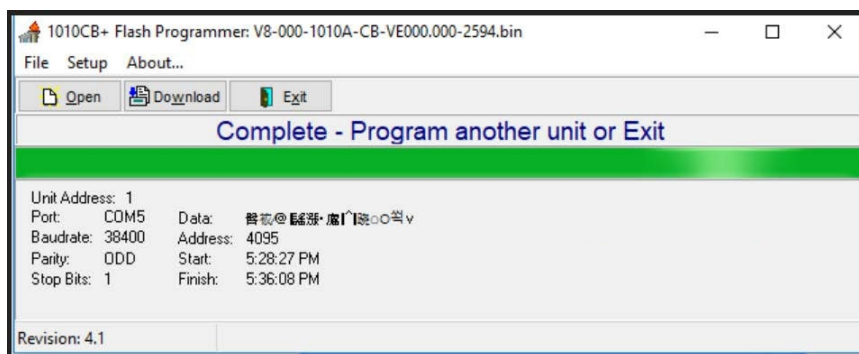 1010CB+ Flash Programmer: V8-000-1010A-CB-VE000.000-2594.bin
File Setup About...
Open Download Exit
Complete - Program another unit or Exit
Unit Address: 1
Port: COM5
Baudrate: 38400
Parity: ODD
Stop Bits: 1
Data:
Address: 4095
Start: 5:28:27 PM
Finish: 5:36:08 PM
Revision: 4.1